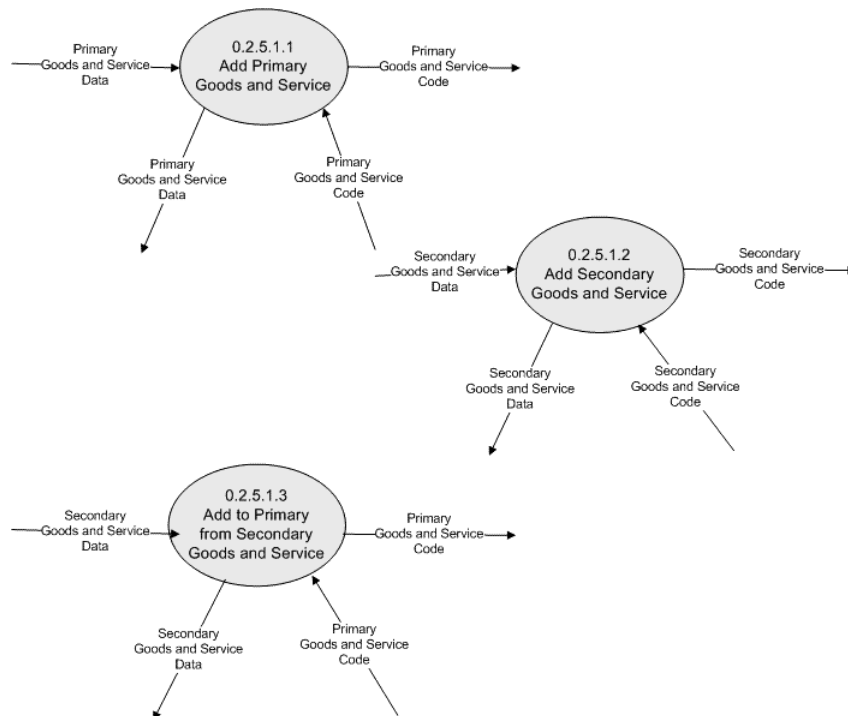 Primary
Goods and Service
Data
0.2.5.1.1
Add Primary
Goods and Service
Primary
Goods and Service
Code
Primary
Goods and Service
Data
Primary
Goods and Service
Code
Secondary
Goods and Service
Data
0.2.5.1.2
Add Secondary
Goods and Service
Secondary
Goods and Service
Code
Secondary
Goods and Service
Data
Secondary
Goods and Service
Code
Secondary
Goods and Service
Data
0.2.5.1.3
Add to Primary
from Secondary
Goods and Service
Primary
Goods and Service
Code
Secondary
Goods and Service
Data
Primary
Goods and Service
Code